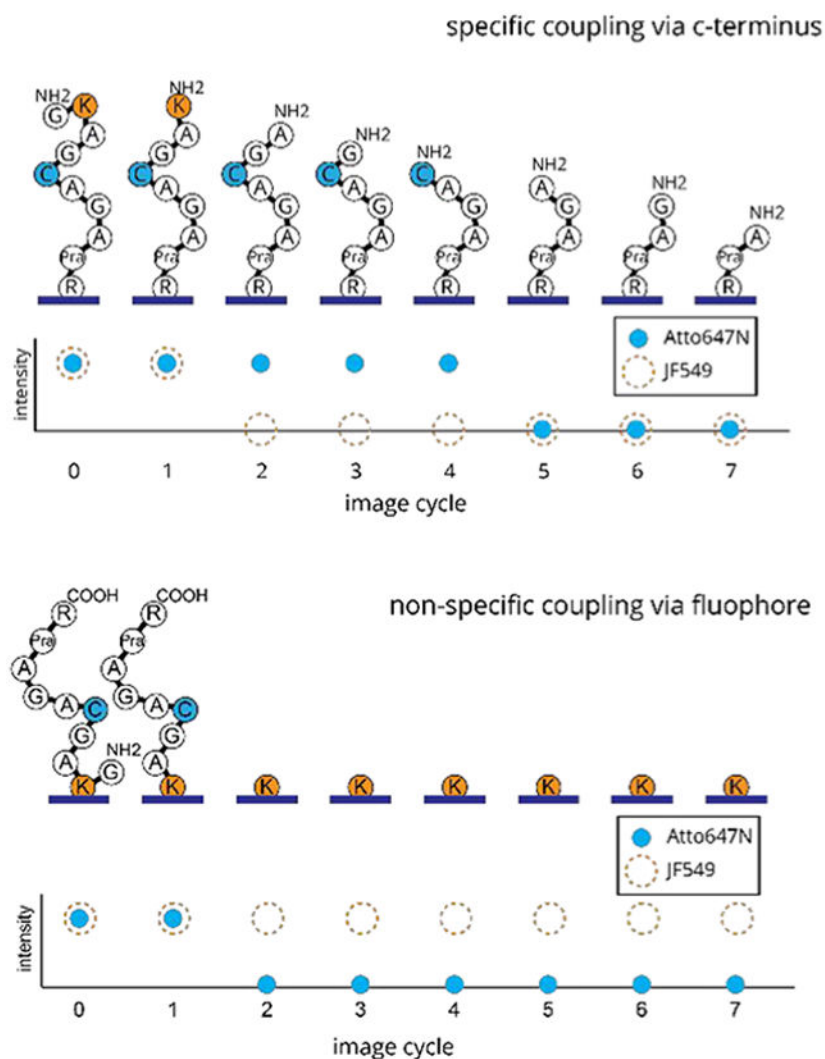 specific coupling via c-terminus
NH2 NH2
G K K NH2
A A A NH2
G G G G NH2
C C C C C NH2
A A A A A A NH2
G G G G G G G NH2
A A A A A A A A
Pra Pra Pra Pra Pra Pra Pra Pra
R R R R R R R R
intensity
Atto647N
JF549
0 1 2 3 4 5 6 7
image cycle
COOH COOH
R R
non-specific coupling via fluophore
Pra Pra
A A
G A C G A C
G G
A NH2 A
K G K K K K K K K
intensity
Atto647N
JF549
0 1 2 3 4 5 6 7
image cycle